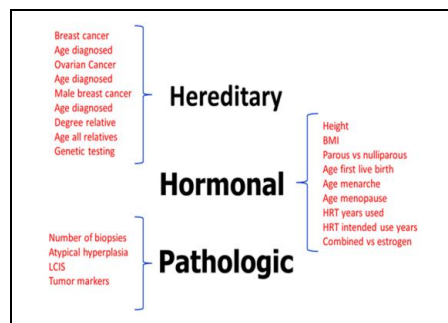 Breast cancer
Age diagnosed
Ovarian Cancer
Age diagnosed
Male breast cancer
Age diagnosed
Degree relative
Age all relatives
Genetic testing
Hereditary
Height
BMI
Parous vs nulliparous
Age first live birth
Age menarche
Age menopause
HRT years used
HRT intended use years
Combined vs estrogen
Hormonal
Number of biopsies
Atypical hyperplasia
LCIS
Tumor markers
Pathologic